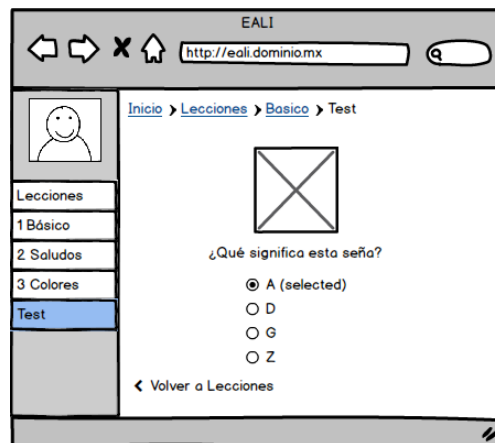 EALI
http://eali.dominio.mx
Inicio Lecciones Basico Test
Lecciones
1 Básico
2 Saludos
3 Colores
Test
¿Qué significa esta seña?
A (selected)
D
G
Z
Volver a Lecciones